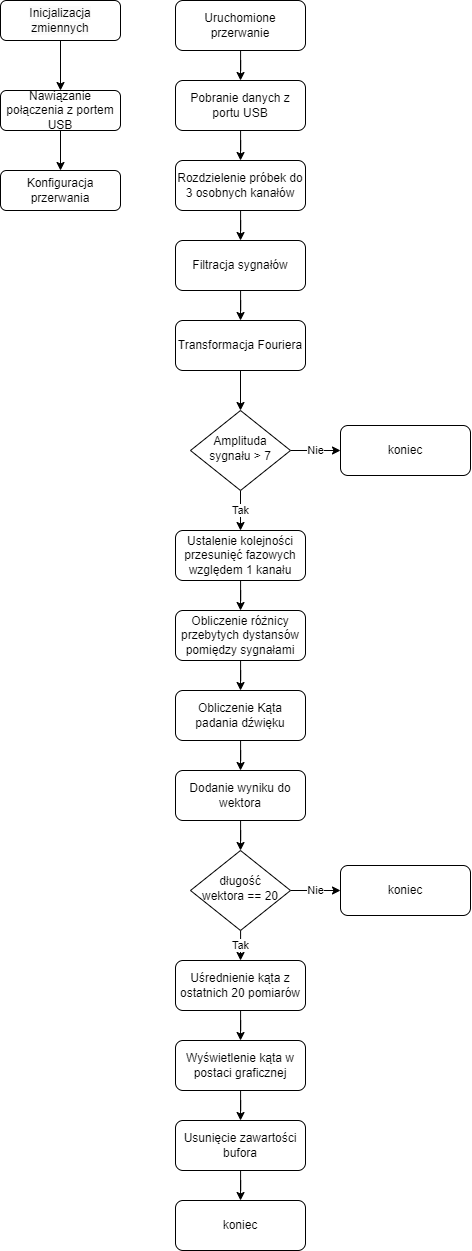 Inicjalizacja
zmiennych
Nawiązanie
połączenia z portem
USB
Konfiguracja
przerwania
Uruchomione
przerwanie
Pobranie danych z
portu USB
Rozdzielenie próbek do
3 osobnych kanałów
Filtracja sygnałów
Transformacja Fouriera
Amplituda
sygnału > 7
Nie
koniec
Tak
Ustalenie kolejności
przesunięć fazowych
względem 1 kanału
Obliczenie różnicy
przebytych dystansów
pomiędzy sygnałami
Obliczenie Kąta
padania dźwięku
Dodanie wyniku do
wektora
długość
wektora == 20
Nie
koniec
Tak
Uśrednienie kąta z
ostatnich 20 pomiarów
Wyświetlenie kąta w
postaci graficznej
Usunięcie zawartości
bufora
koniec